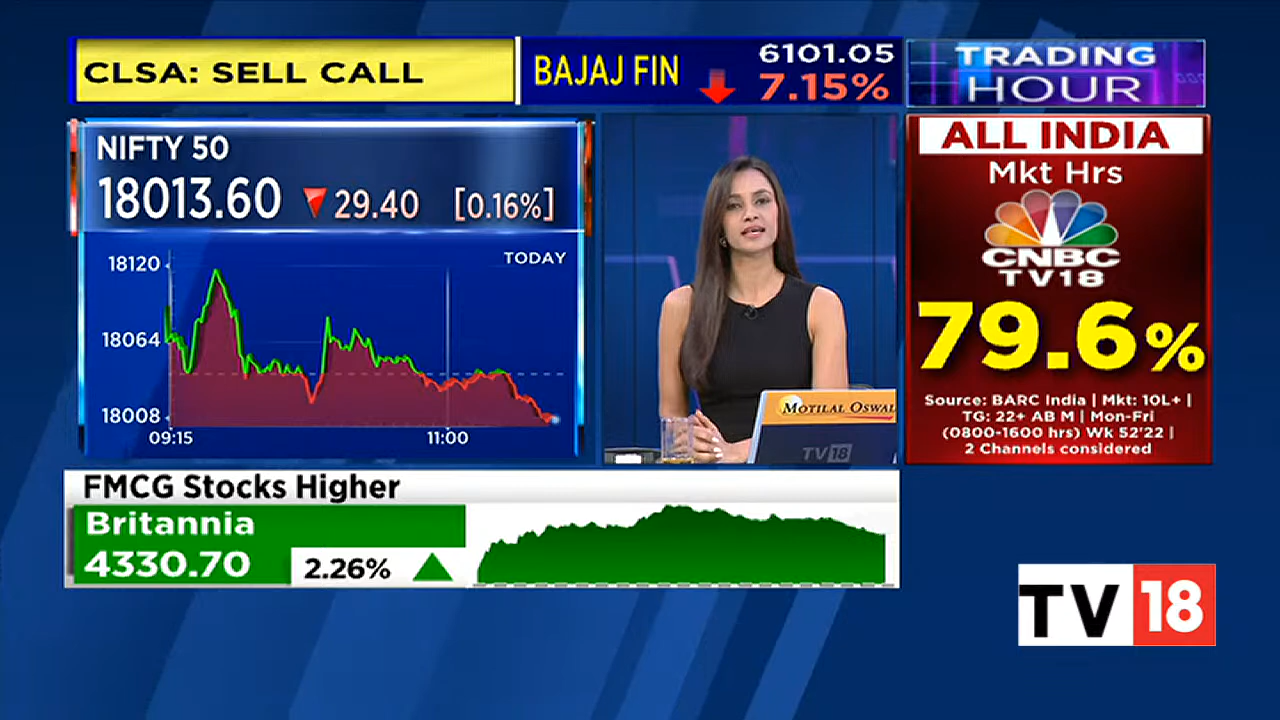 CLSA: SELL CALL
BAJAJ FIN
6101.05
7.15%
TRADING
HOUR
NIFTY 50
18013.60 29.40 [0.16%]
TODAY
18120
18064
18008
09:15 11:00
MOTILAL OSWAL
TV18
ALL INDIA
Mkt Hrs
CNBC
TV18
79.6%
Source: BARC India | Mkt: 10L+ |
TG: 22+ AB M | Mon-Fri
(0800-1600 hrs) Wk 52'22 |
2 Channels considered
FMCG Stocks Higher
Britannia
4330.70 2.26%
TV18